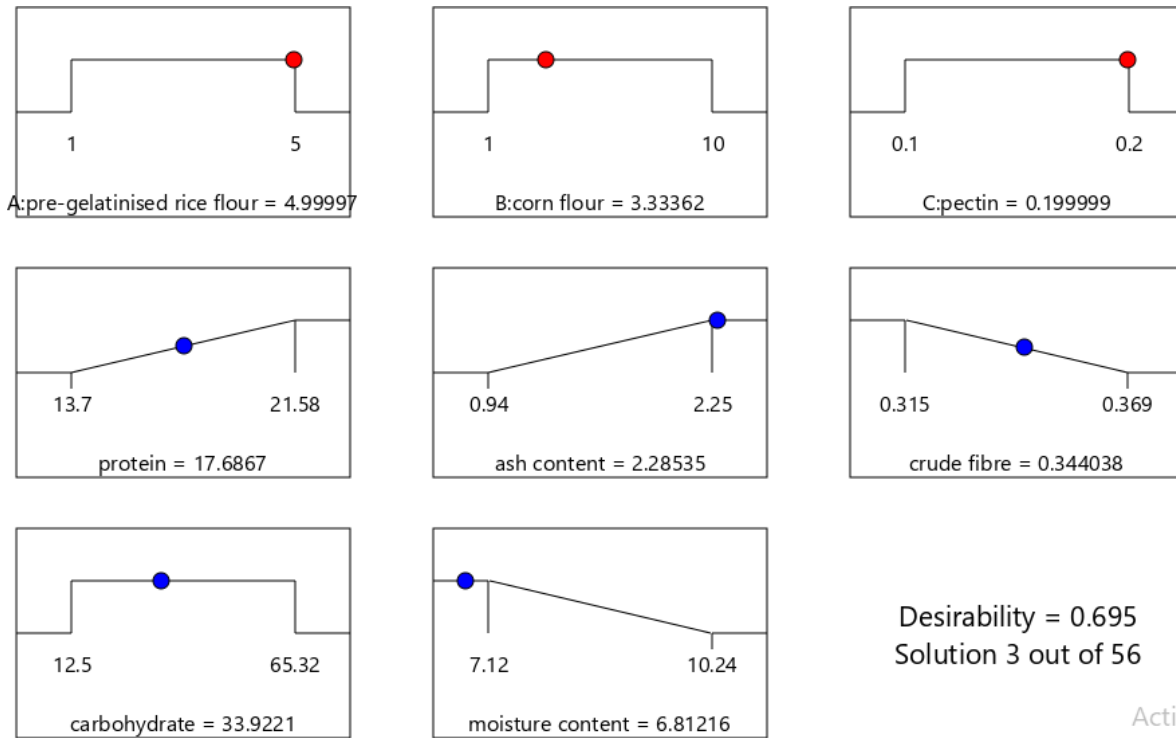 1 5
A:pre-gelatinised rice flour = 4.99997
1 10
B:corn flour = 3.33362
0.1 0.2
C:pectin = 0.199999
13.7 21.58
protein = 17.6867
0.94 2.25
ash content = 2.28535
0.315 0.369
crude fibre = 0.344038
12.5 65.32
carbohydrate = 33.9221
7.12 10.24
moisture content = 6.81216
Desirability = 0.695
Solution 3 out of 56
Acti